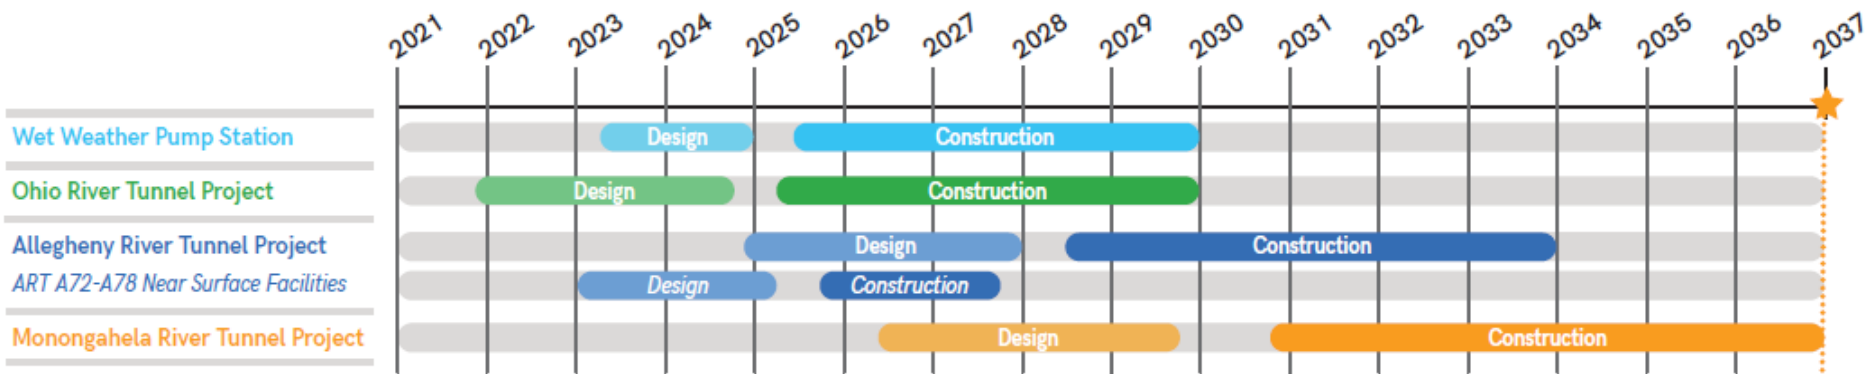 2021 2022 2023 2024 2025 2026 2027 2028 2029 2030 2031 2032 2033 2034 2035 2036 2037
Wet Weather Pump Station Design Construction
Ohio River Tunnel Project Design Construction
Allegheny River Tunnel Project Design Construction
ART A72-A78 Near Surface Facilities Design Construction
Monongahela River Tunnel Project Design Construction